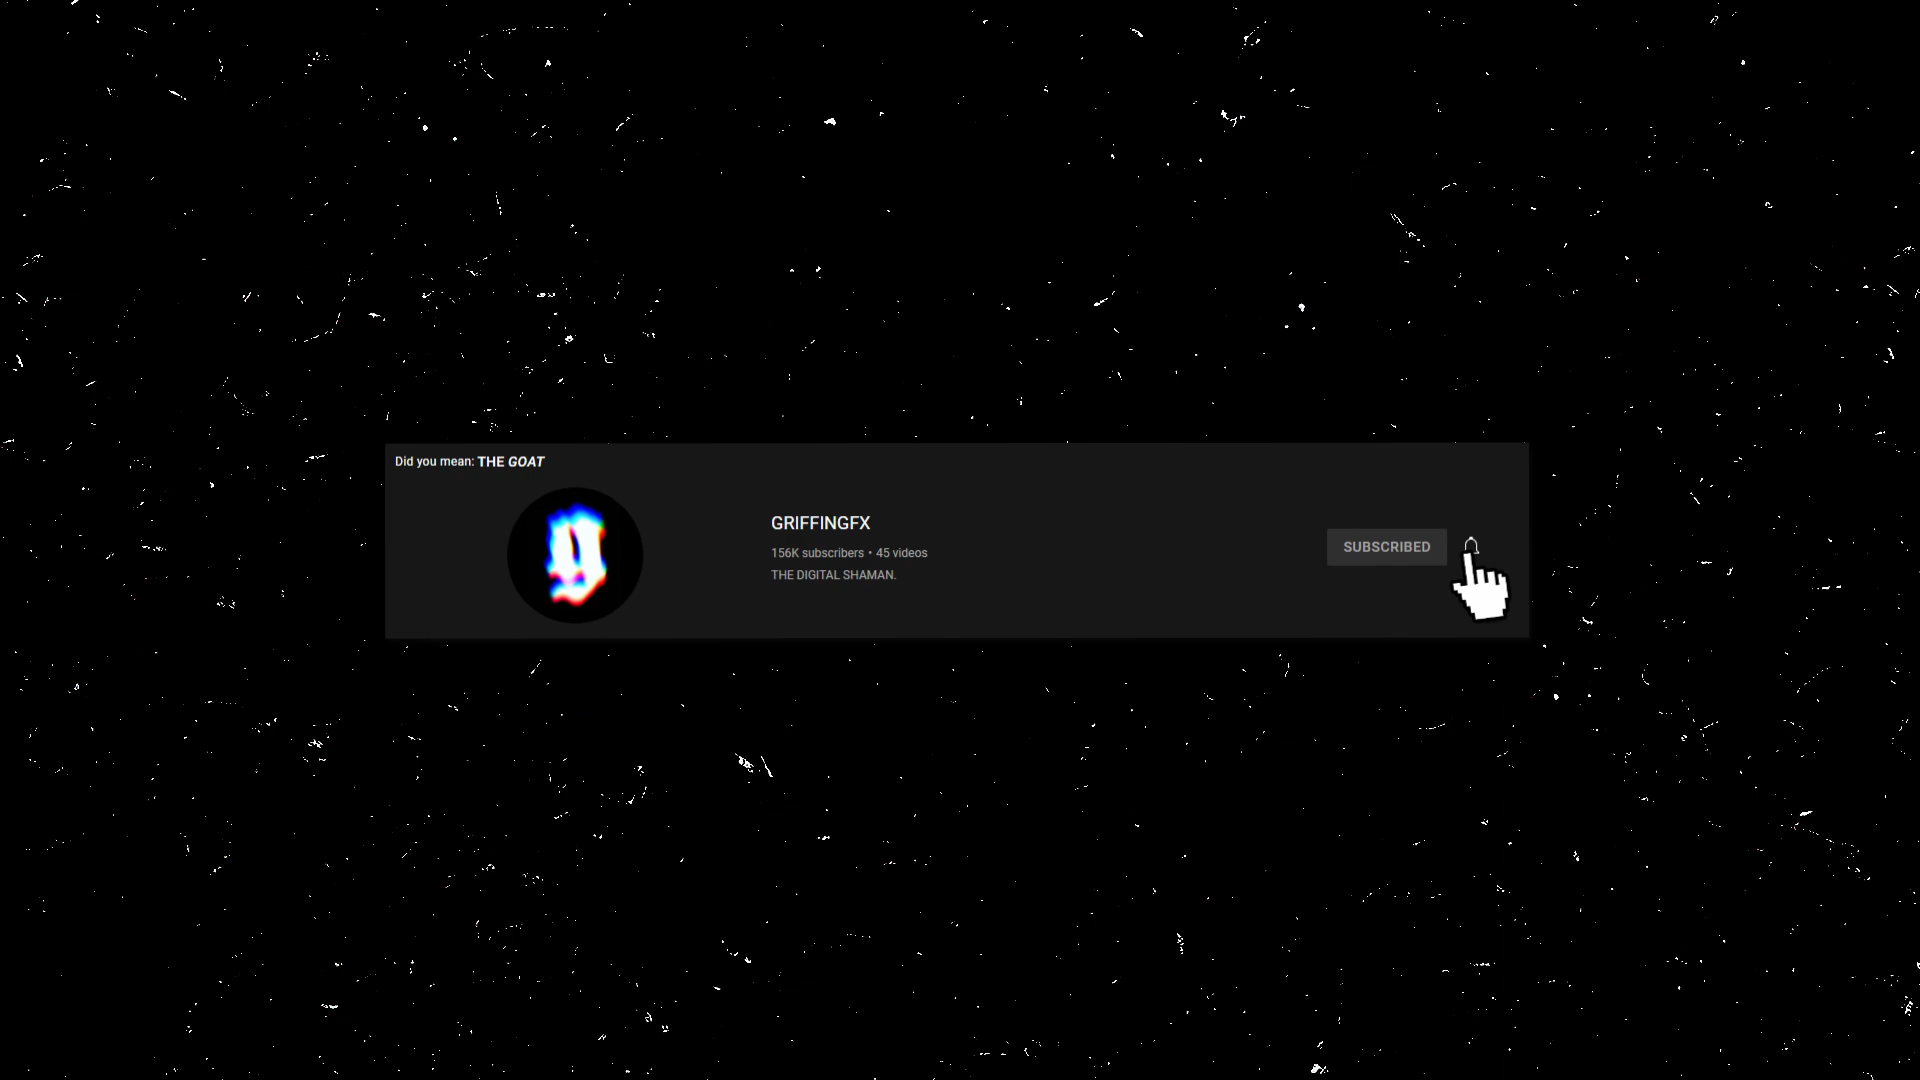 Did you mean: THE GOAT
g
GRIFFINGFX
156K subscribers • 45 videos
THE DIGITAL SHAMAN.
SUBSCRIBED